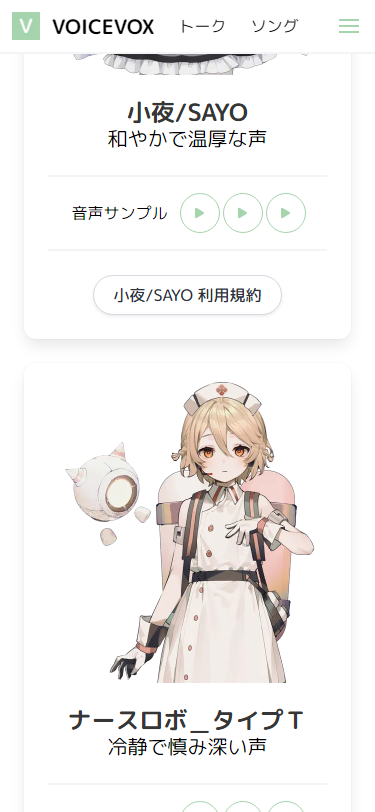 V VOICEVOX トーク ソング
小夜/SAYO
和やかで温厚な声
音声サンプル
小夜/SAYO 利用規約
ナースロボ＿タイプＴ
冷静で慎み深い声